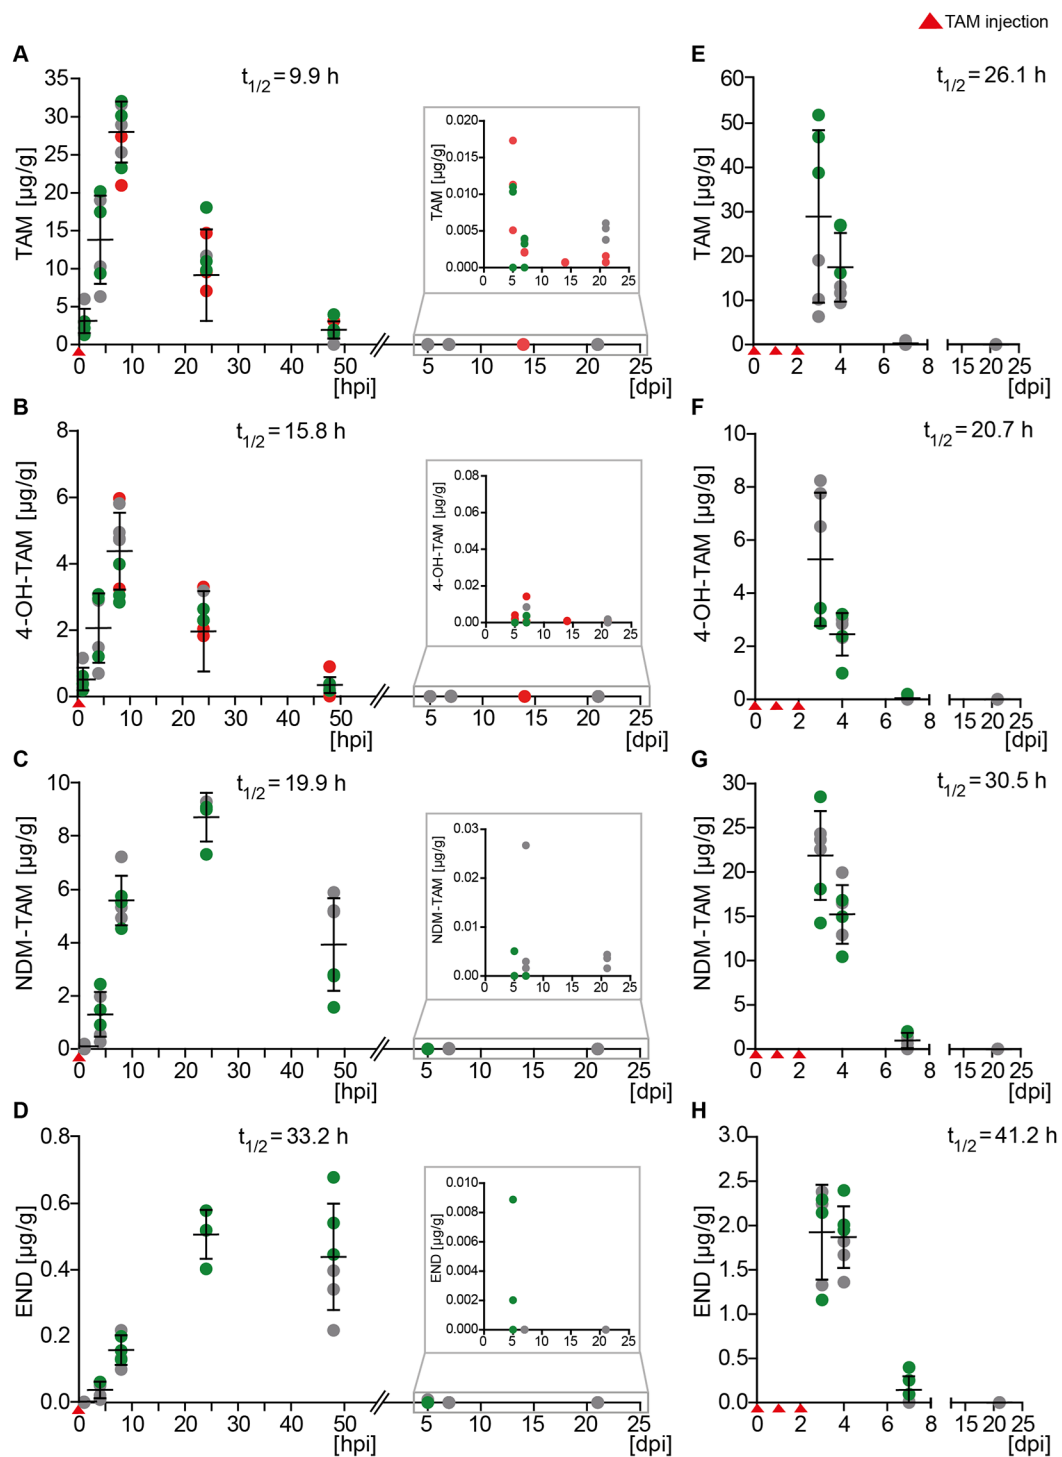 TAM injection
A
t1/2 = 9.9 h
TAM [µg/g]
35
30
25
20
15
10
5
0
0 10 20 30 40 50
[hpi]
5 10 15 20 25
[dpi]
TAM [µg/g]
0.020
0.015
0.010
0.005
0.000
0 5 10 15 20 25
E
t1/2 = 26.1 h
TAM [µg/g]
60
50
40
30
20
10
0
0 2 4 6 8 15 20 25
[dpi]
B
t1/2 = 15.8 h
4-OH-TAM [µg/g]
8
6
4
2
0
0 10 20 30 40 50
[hpi]
5 10 15 20 25
[dpi]
4-OH-TAM [µg/g]
0.08
0.06
0.04
0.02
0.00
0 5 10 15 20 25
F
t1/2 = 20.7 h
4-OH-TAM [µg/g]
10
8
6
4
2
0
0 2 4 6 8 15 20 25
[dpi]
C
t1/2 = 19.9 h
NDM-TAM [µg/g]
10
8
6
4
2
0
0 10 20 30 40 50
[hpi]
5 10 15 20 25
[dpi]
NDM-TAM [µg/g]
0.03
0.02
0.01
0.00
0 5 10 15 20 25
G
t1/2 = 30.5 h
NDM-TAM [µg/g]
30
25
20
15
10
5
0
0 2 4 6 8 15 20 25
[dpi]
D
t1/2 = 33.2 h
END [µg/g]
0.8
0.6
0.4
0.2
0.0
0 10 20 30 40 50
[hpi]
5 10 15 20 25
[dpi]
END [µg/g]
0.010
0.008
0.006
0.004
0.002
0.000
0 5 10 15 20 25
H
t1/2 = 41.2 h
END [µg/g]
3.0
2.5
2.0
1.5
1.0
0.5
0.0
0 2 4 6 8 15 20 25
[dpi]